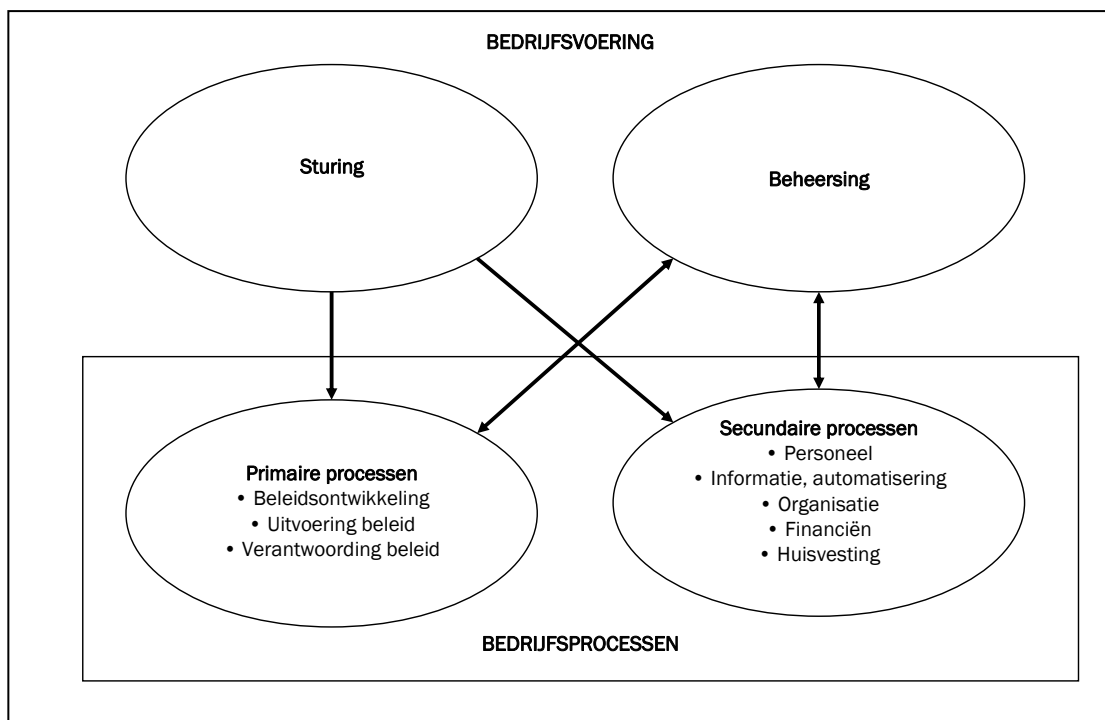 BEDRIJFSVOERING
Sturing
Beheersing
Primaire processen
• Beleidsontwikkeling
• Uitvoering beleid
• Verantwoording beleid
Secundaire processen
• Personeel
• Informatie, automatisering
• Organisatie
• Financiën
• Huisvesting
BEDRIJFSPROCESSEN